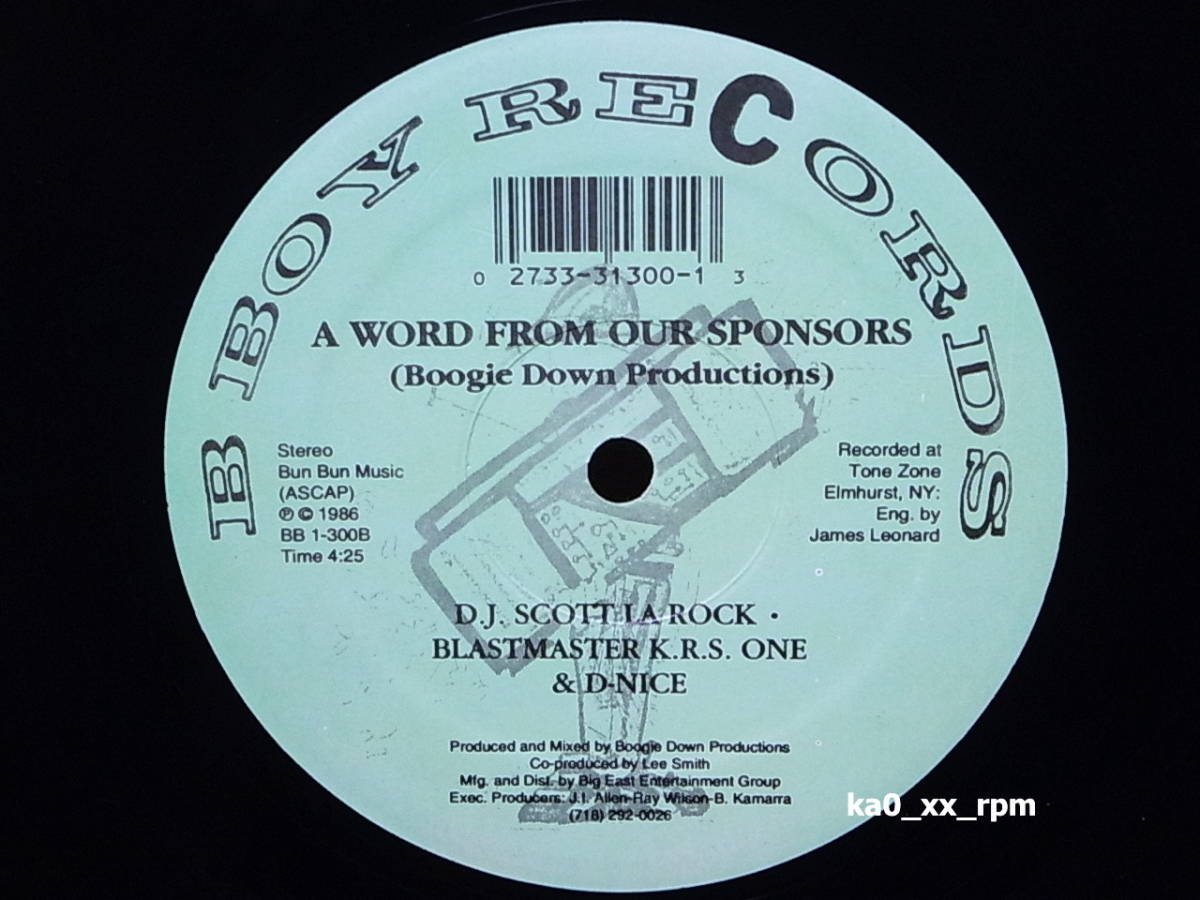 B BOY RECORDS
0 2733-31300-1 3
A WORD FROM OUR SPONSORS
(Boogie Down Productions)
Stereo
Bun Bun Music
(ASCAP)
℗ © 1986
BB 1-300B
Time 4:25
Recorded at
Tone Zone
Elmhurst, NY:
Eng. by
James Leonard
D.J. SCOTT LA ROCK •
BLASTMASTER K.R.S. ONE
& D-NICE
Produced and Mixed by Boogie Down Productions
Co-produced by Lee Smith
Mfg. and Dist. by Big East Entertainment Group
Exec. Producers: J.I. Allen-Ray Wilson-B. Kamarra
(718) 292-0026
ka0_xx_rpm